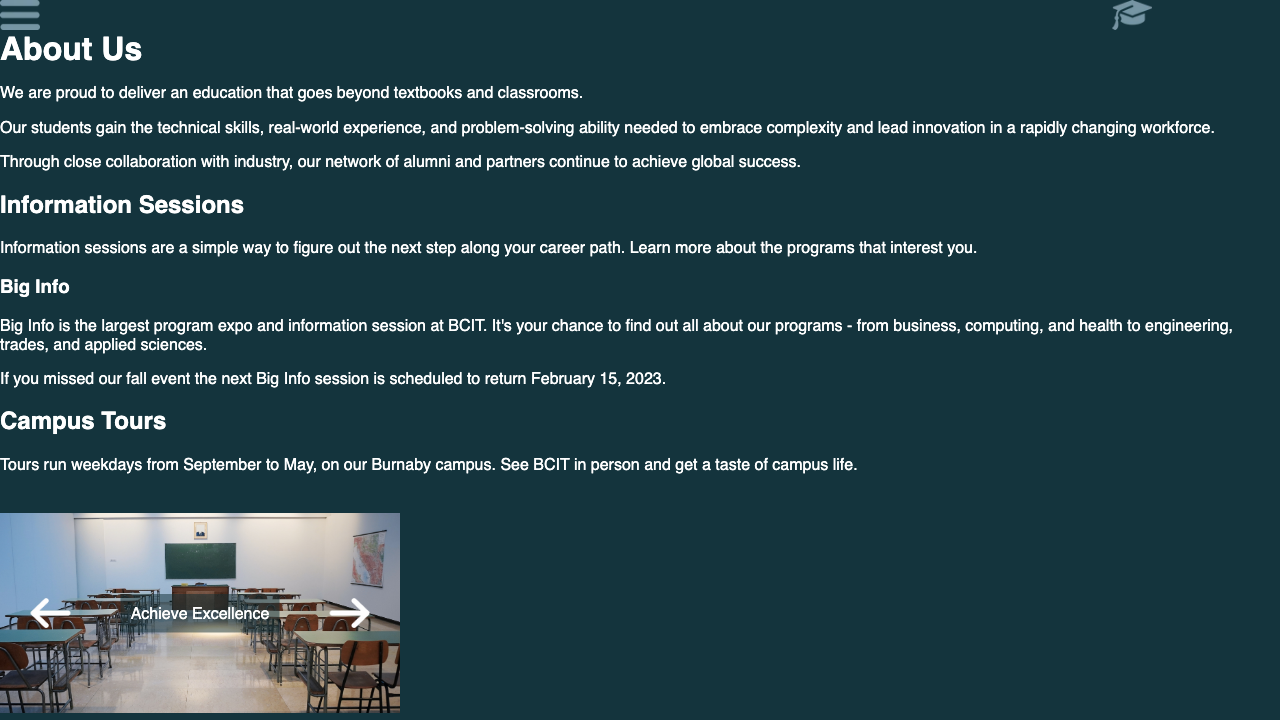 About Us
We are proud to deliver an education that goes beyond textbooks and classrooms.
Our students gain the technical skills, real-world experience, and problem-solving ability needed to embrace complexity and lead innovation in a rapidly changing workforce.
Through close collaboration with industry, our network of alumni and partners continue to achieve global success.
Information Sessions
Information sessions are a simple way to figure out the next step along your career path. Learn more about the programs that interest you.
Big Info
Big Info is the largest program expo and information session at BCIT. It's your chance to find out all about our programs - from business, computing, and health to engineering,
trades, and applied sciences.
If you missed our fall event the next Big Info session is scheduled to return February 15, 2023.
Campus Tours
Tours run weekdays from September to May, on our Burnaby campus. See BCIT in person and get a taste of campus life.
Achieve Excellence